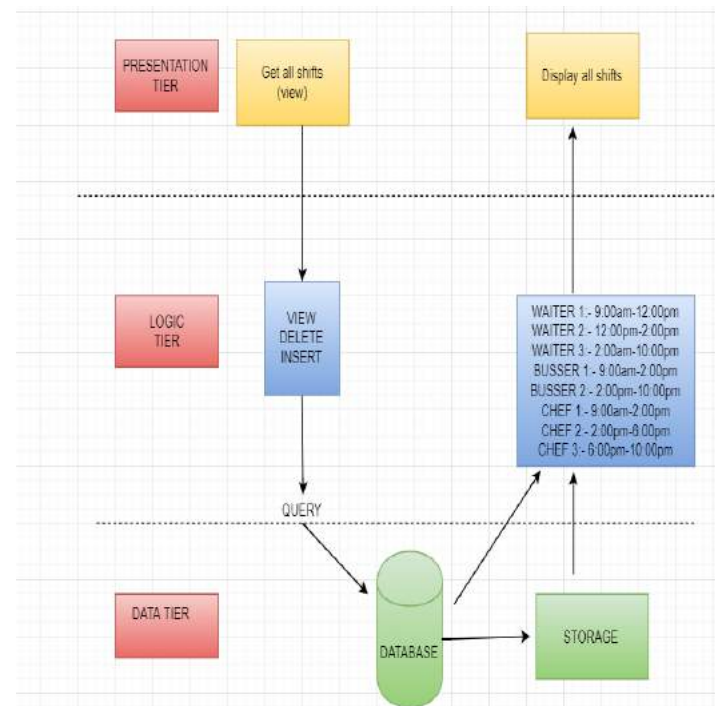 PRESENTATION
TIER
Get all shifts
(view)
Display all shifts
LOGIC
TIER
VIEW
DELETE
INSERT
WAITER 1:- 9:00am-12:00pm
WAITER 2:- 12:00pm-2:00pm
WAITER 3:- 2:00am-10:00pm
BUSSER 1:- 9:00am-2:00pm
BUSSER 2:- 2:00pm-10:00pm
CHEF 1:- 9:00am-2:00pm
CHEF 2:- 2:00pm-6:00pm
CHEF 3:- 6:00pm-10:00pm
QUERY
DATA TIER
DATABASE
STORAGE